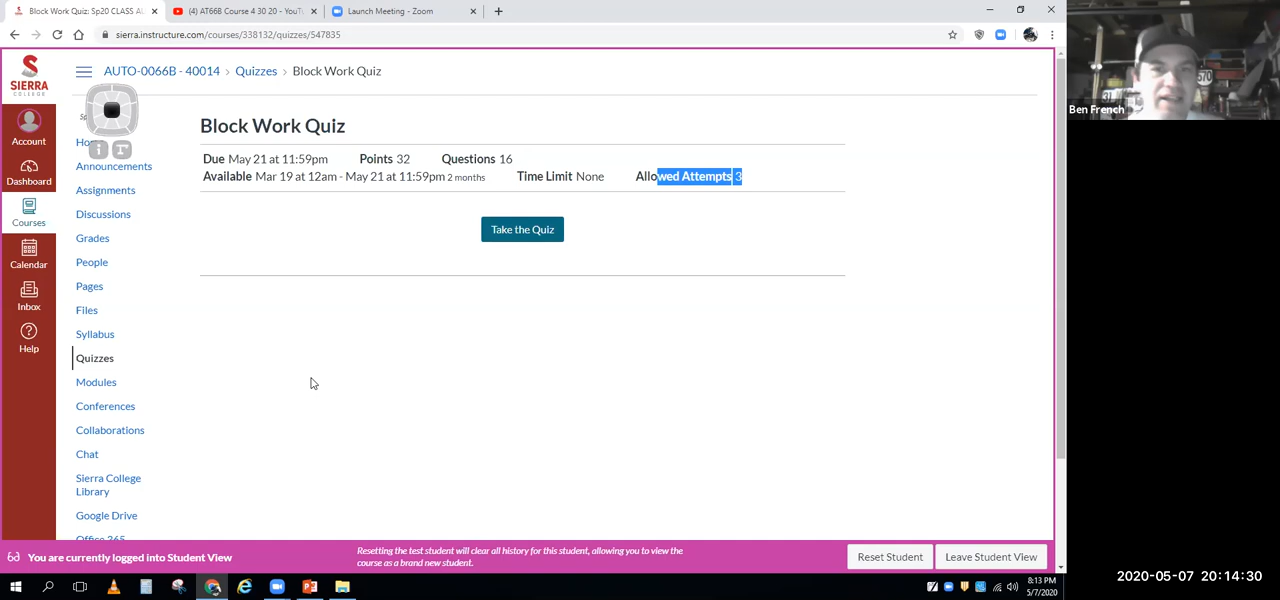 Block Work Quiz: Sp20 CLASS A
(4) AT66B Course 4 30 20 - YouTu
Launch Meeting - Zoom
sierra.instructure.com/courses/338132/quizzes/547835
SIERRA
COLLEGE
AUTO-0066B - 40014 > Quizzes > Block Work Quiz
Account
Dashboard
Courses
Calendar
Inbox
Help
Sp
Ho
Announcements
Assignments
Discussions
Grades
People
Pages
Files
Syllabus
Quizzes
Modules
Conferences
Collaborations
Chat
Sierra College
Library
Google Drive
Office 365
Block Work Quiz
Due May 21 at 11:59pm Points 32 Questions 16
Available Mar 19 at 12am - May 21 at 11:59pm 2 months Time Limit None Allowed Attempts 3
Take the Quiz
You are currently logged into Student View
Resetting the test student will clear all history for this student, allowing you to view the
course as a brand new student.
Reset Student
Leave Student View
Ben French
8:13 PM
5/7/2020
2020-05-07 20:14:30